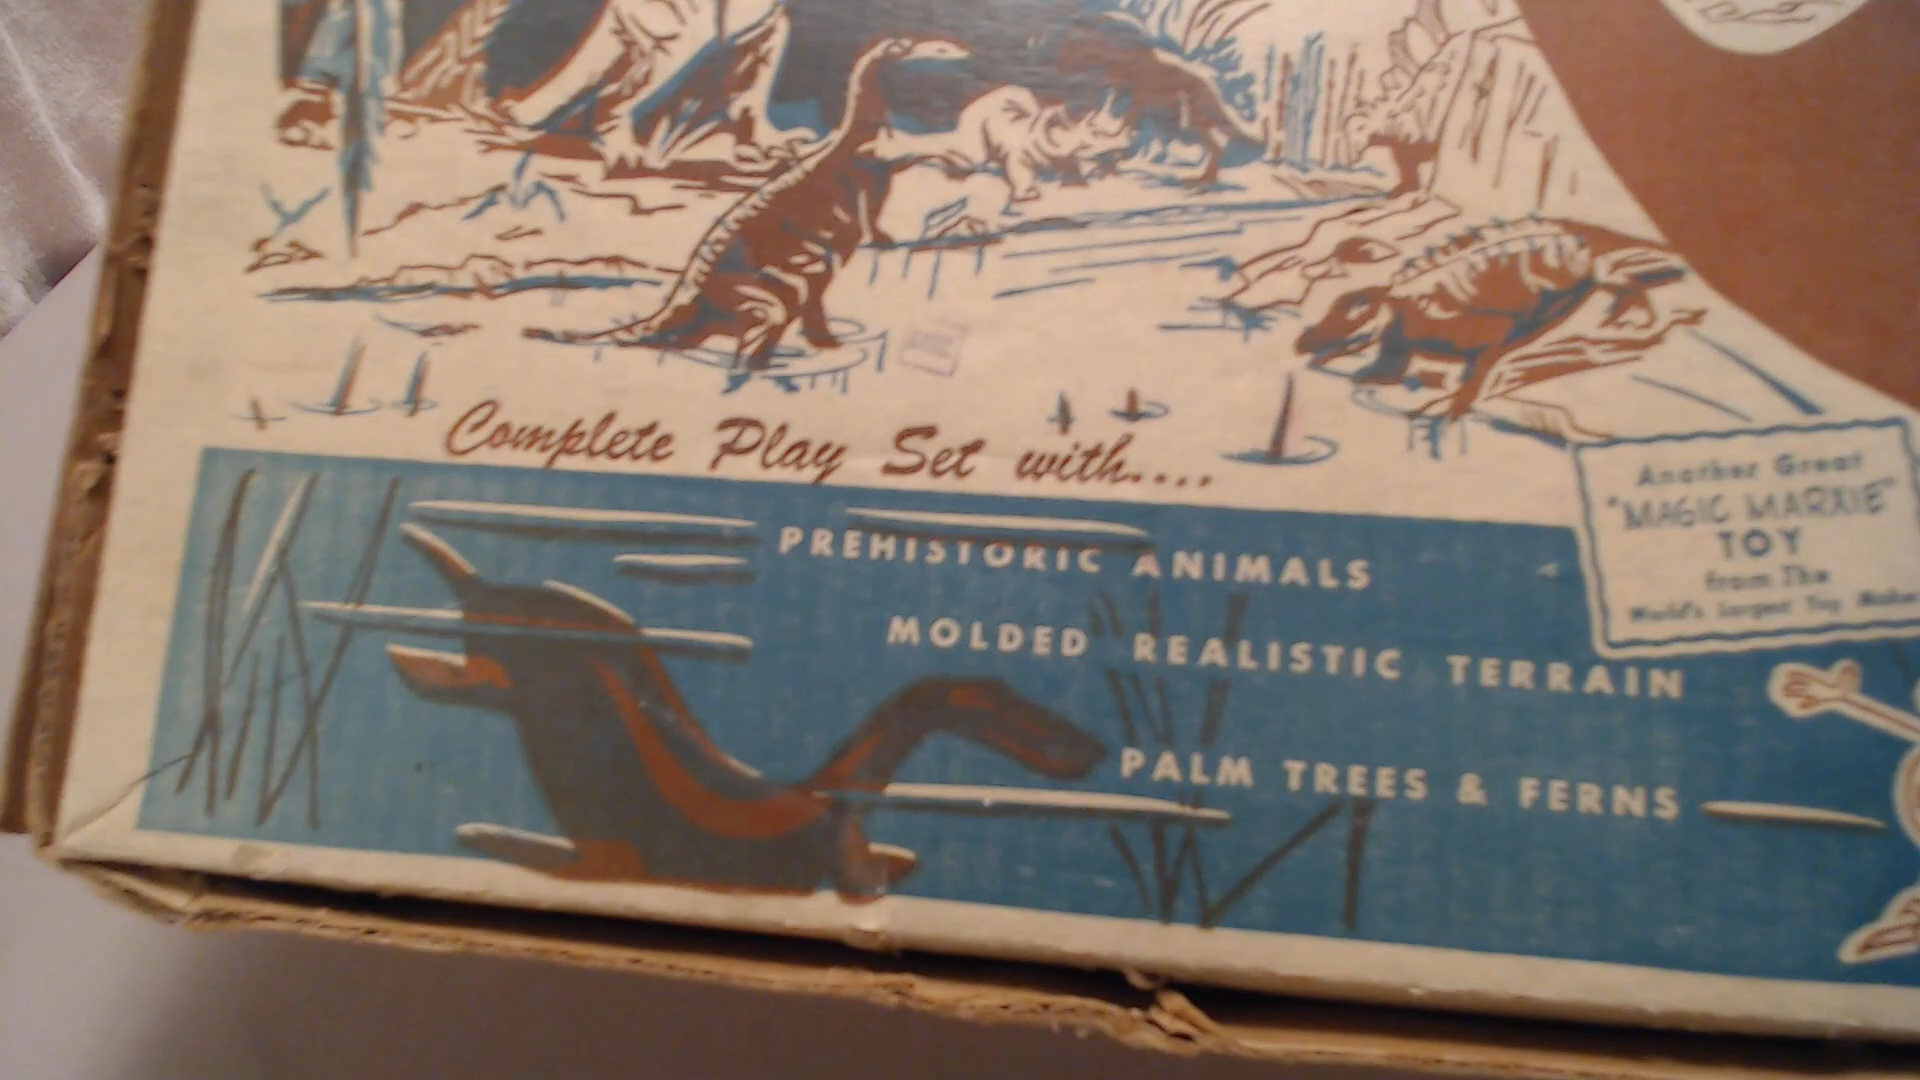 Complete Play Set with....
PREHISTORIC ANIMALS
MOLDED REALISTIC TERRAIN
PALM TREES & FERNS
Another Great
"MAGIC MARXIE"
TOY
from The
World's Largest Toy Maker